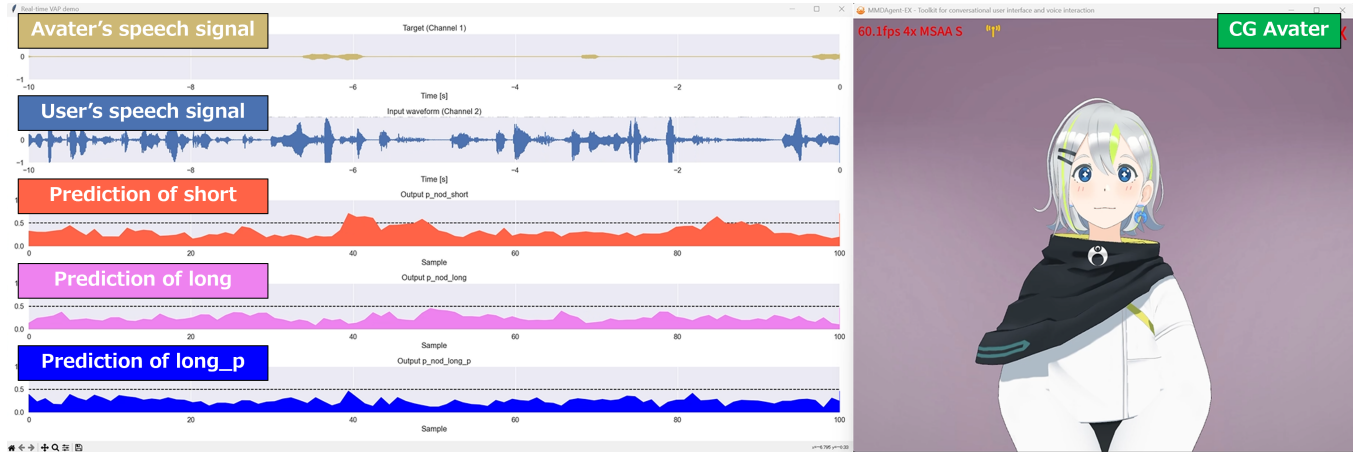 Real-time VAP demo
Avater's speech signal
Target (Channel 1)
0
−1
−10
−8
−6
−4
−2
0
Time [s]
User's speech signal
Input waveform (Channel 2)
0
−1
−10
−8
−6
−4
−2
0
Time [s]
Prediction of short
Output p_nod_short
1
0.5
0.0
0
20
40
60
80
100
Sample
Prediction of long
Output p_nod_long
1
0.5
0.0
0
20
40
60
80
100
Sample
Prediction of long_p
Output p_nod_long_p
1
0.5
0.0
0
20
40
60
80
100
Sample
MMDAgent-EX - Toolkit for conversational user interface and voice interaction
60.1fps 4x MSAA S
CG Avater